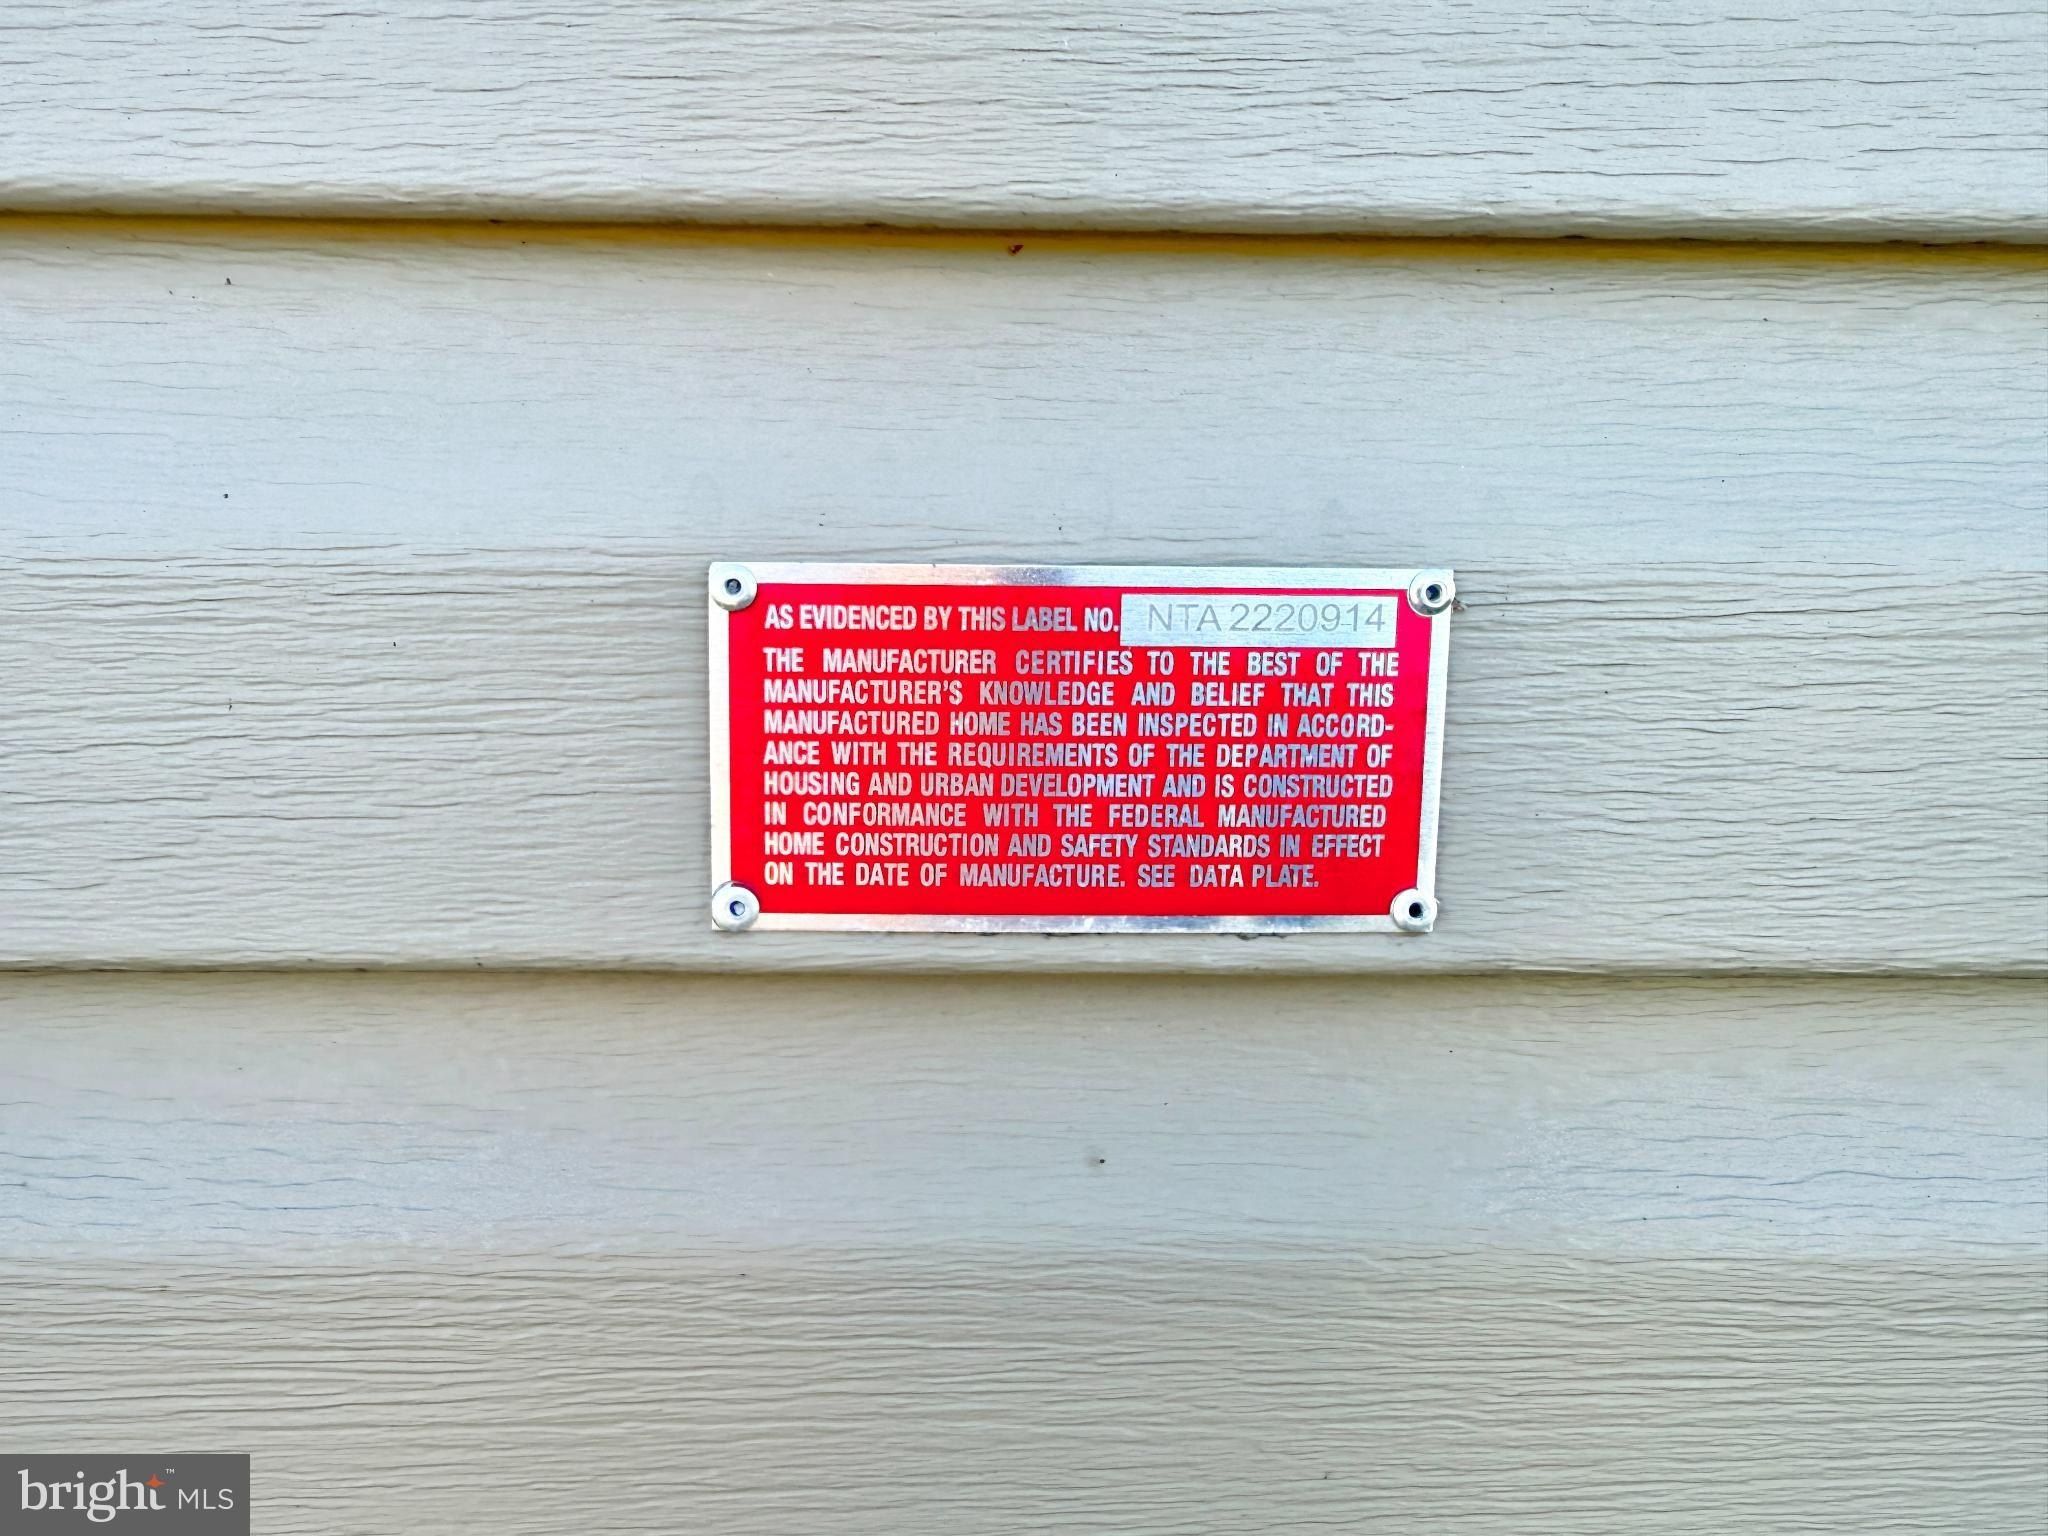 AS EVIDENCED BY THIS LABEL NO. NTA 2220914
THE MANUFACTURER CERTIFIES TO THE BEST OF THE
MANUFACTURER'S KNOWLEDGE AND BELIEF THAT THIS
MANUFACTURED HOME HAS BEEN INSPECTED IN ACCORD-
ANCE WITH THE REQUIREMENTS OF THE DEPARTMENT OF
HOUSING AND URBAN DEVELOPMENT AND IS CONSTRUCTED
IN CONFORMANCE WITH THE FEDERAL MANUFACTURED
HOME CONSTRUCTION AND SAFETY STANDARDS IN EFFECT
ON THE DATE OF MANUFACTURE. SEE DATA PLATE.
bright™ MLS